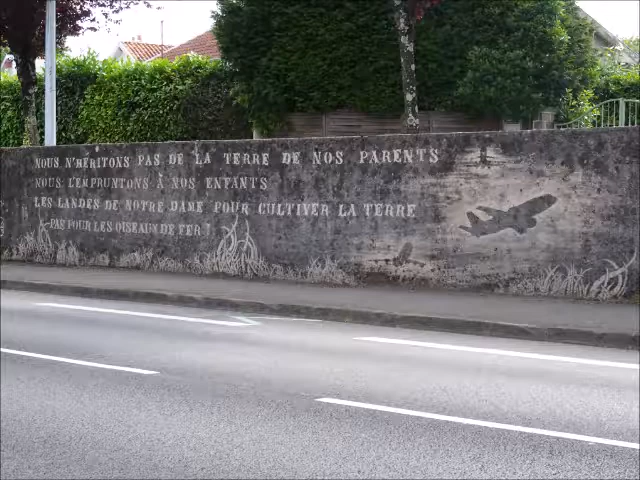 NOUS N'HÉRITONS PAS DE LA TERRE DE NOS PARENTS
NOUS L'EMPRUNTONS À NOS ENFANTS
LES LANDES DE NOTRE DAME POUR CULTIVER LA TERRE
PAS POUR LES OISEAUX DE FER !